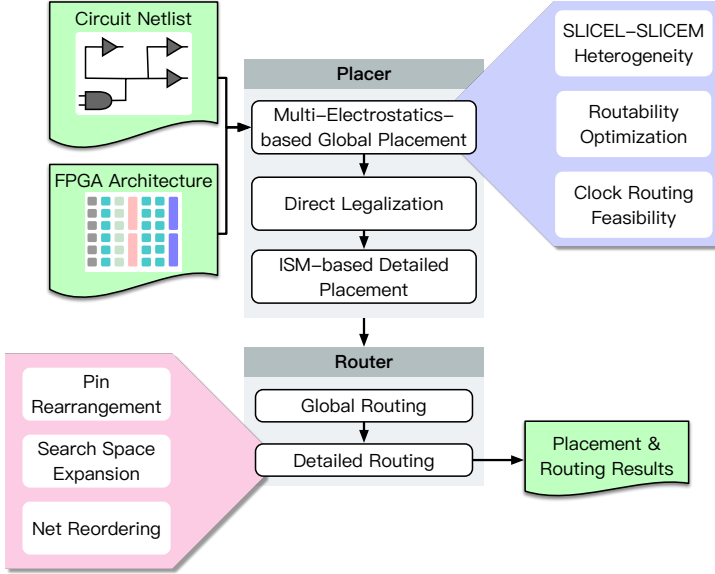 Circuit Netlist
FPGA Architecture
Placer
Multi-Electrostatics-
based Global Placement
Direct Legalization
ISM-based Detailed
Placement
SLICEL-SLICEM
Heterogeneity
Routability
Optimization
Clock Routing
Feasibility
Router
Global Routing
Detailed Routing
Pin
Rearrangement
Search Space
Expansion
Net Reordering
Placement &
Routing Results